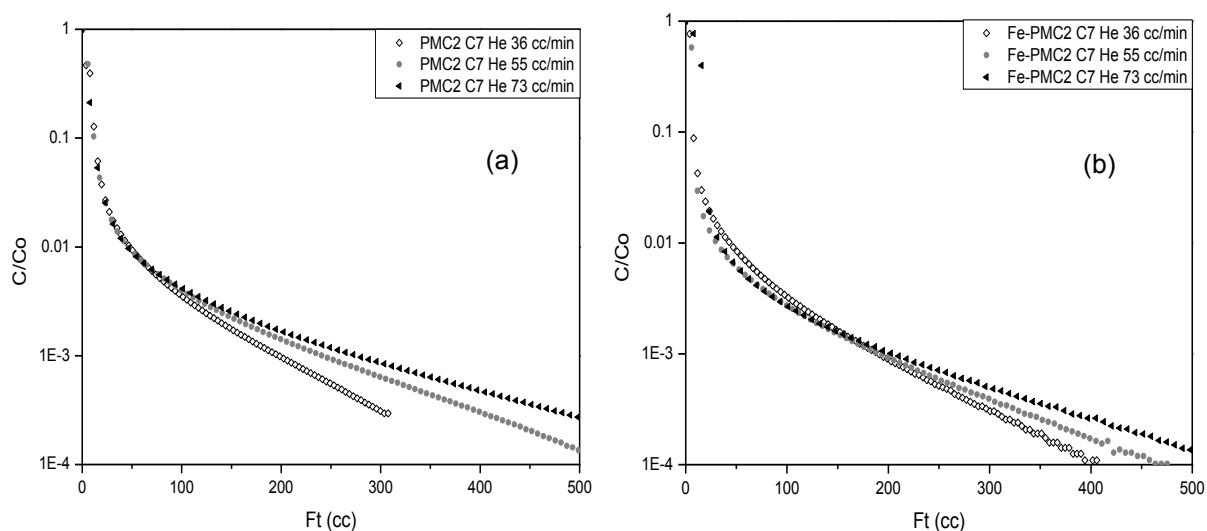 PMC2 C7 He 36 cc/min
PMC2 C7 He 55 cc/min
PMC2 C7 He 73 cc/min
(a)
1
0.1
0.01
1E-3
1E-4
C/Co
0 100 200 300 400 500
Ft (cc)
Fe-PMC2 C7 He 36 cc/min
Fe-PMC2 C7 He 55 cc/min
Fe-PMC2 C7 He 73 cc/min
(b)
1
0.1
0.01
1E-3
1E-4
C/Co
0 100 200 300 400 500
Ft (cc)